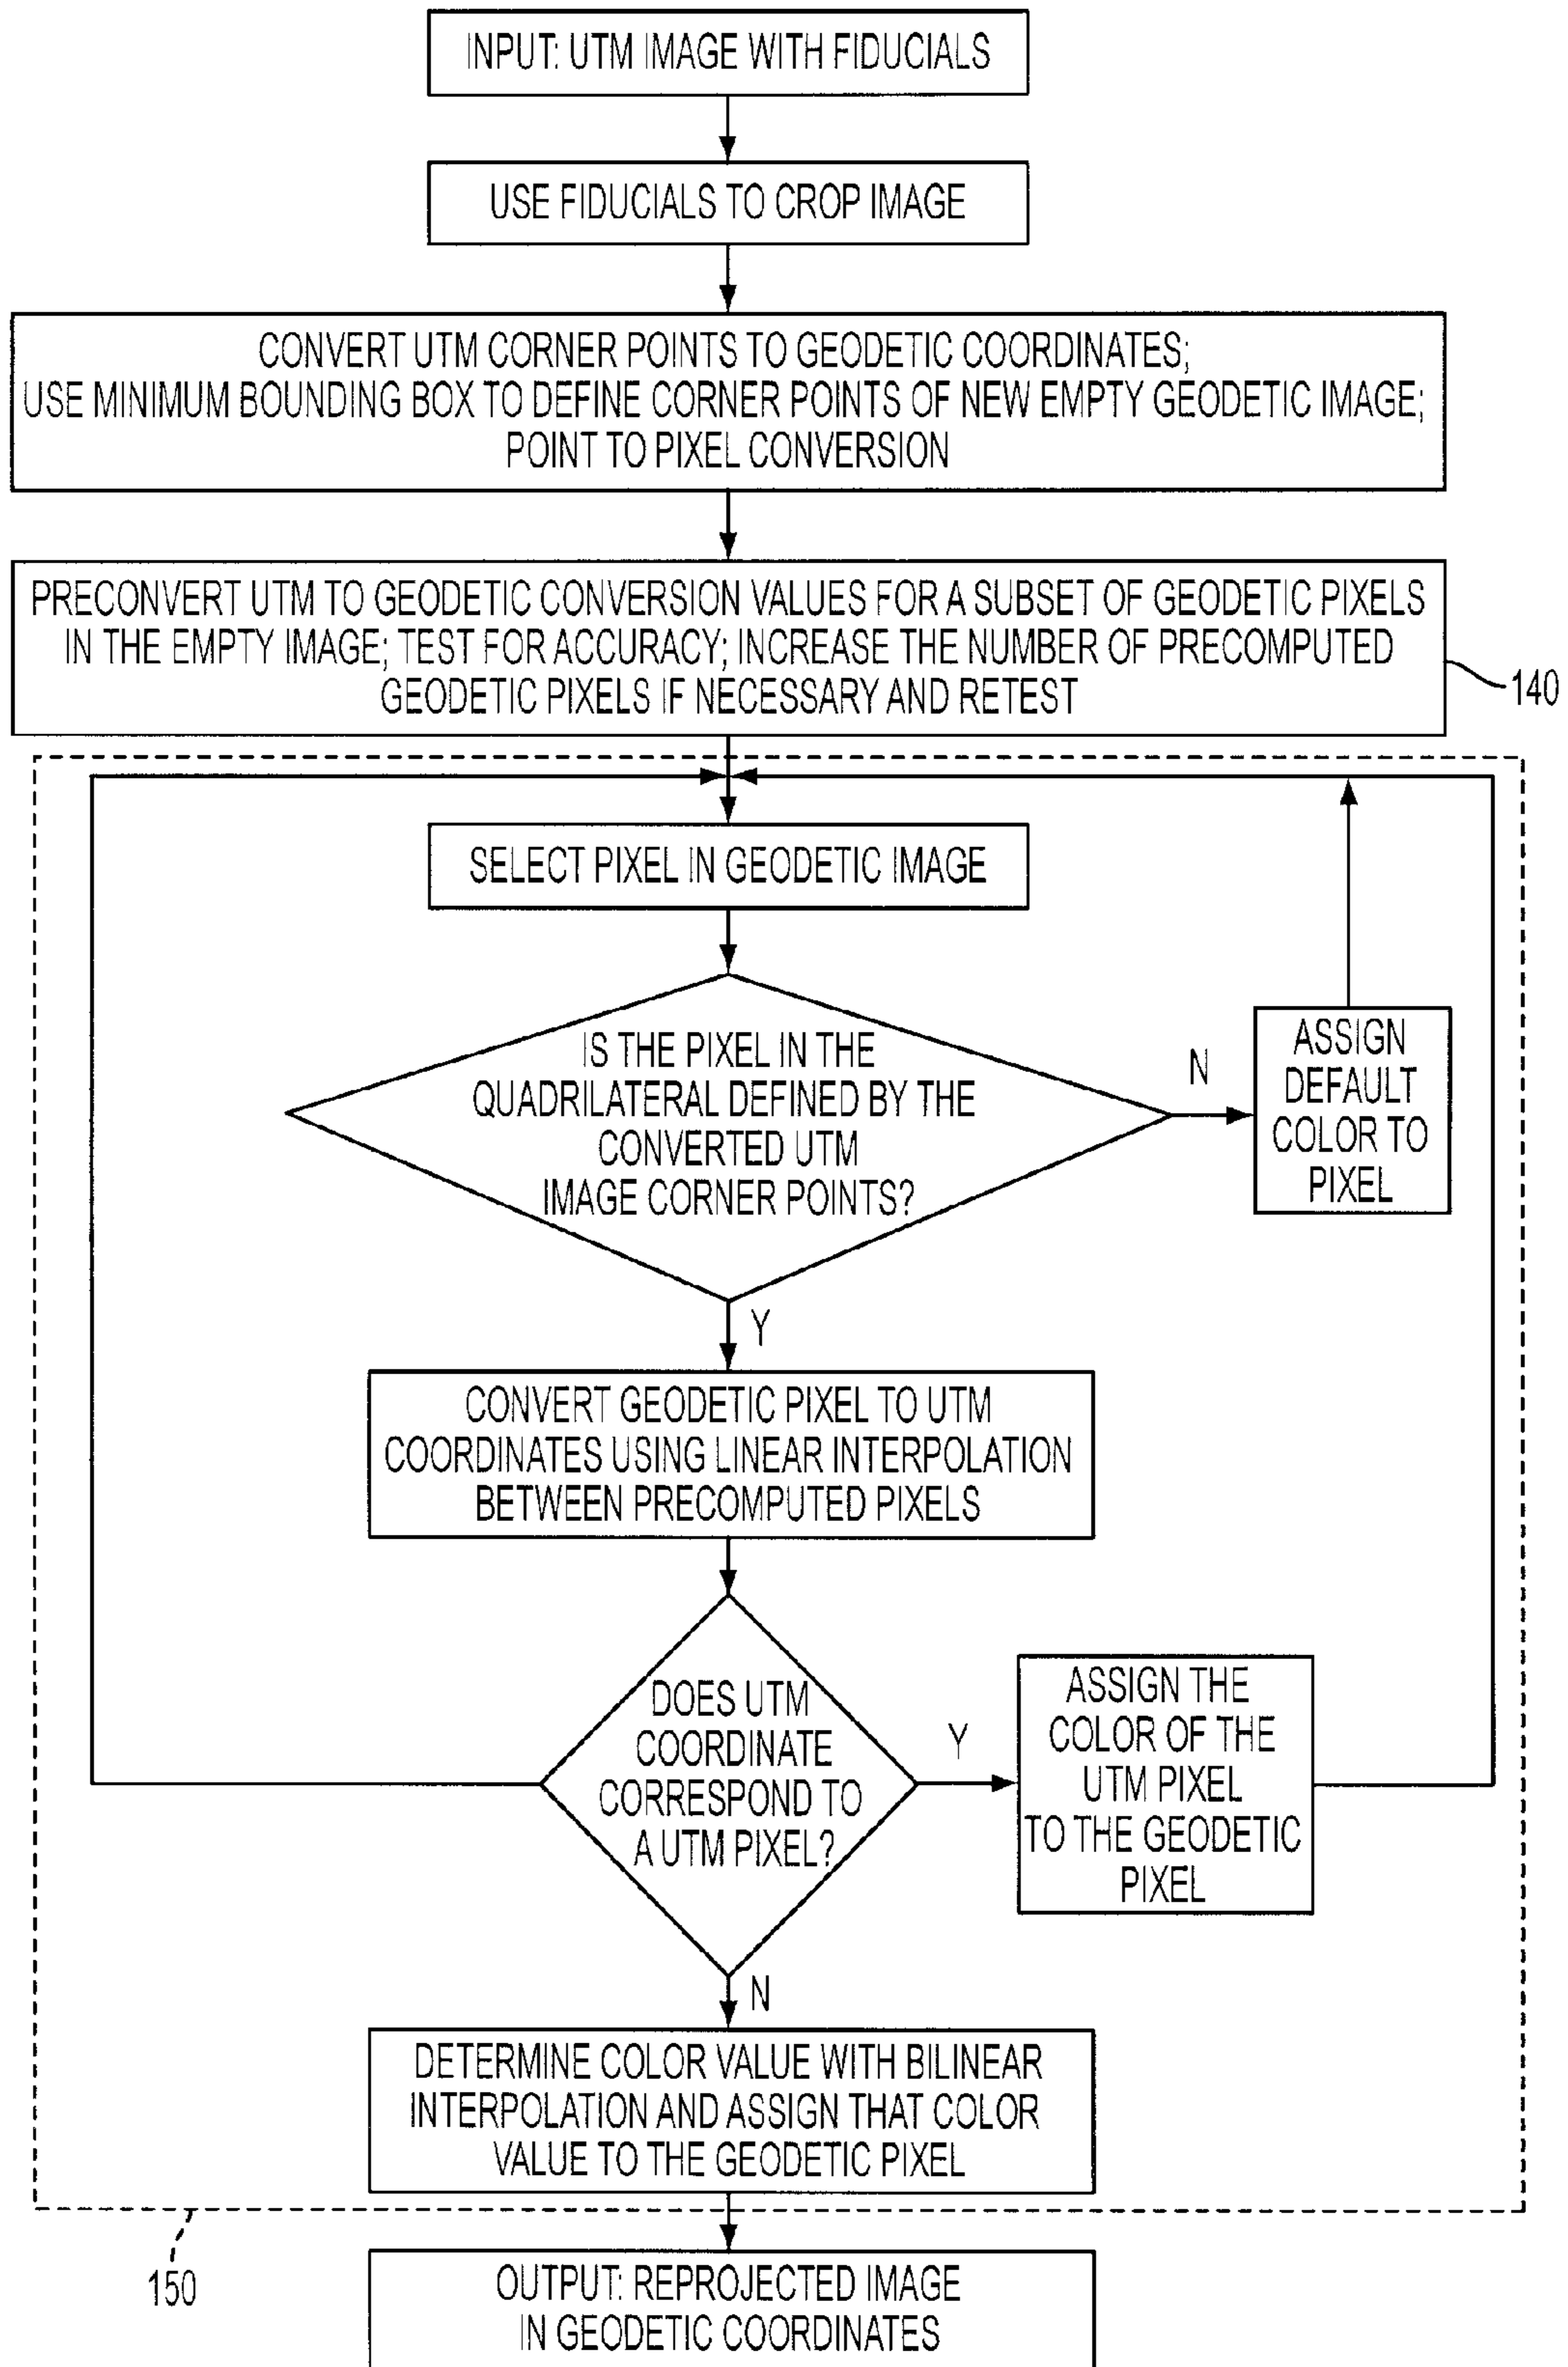 INPUT: UTM IMAGE WITH FIDUCIALS
USE FIDUCIALS TO CROP IMAGE
CONVERT UTM CORNER POINTS TO GEODETIC COORDINATES;
USE MINIMUM BOUNDING BOX TO DEFINE CORNER POINTS OF NEW EMPTY GEODETIC IMAGE;
POINT TO PIXEL CONVERSION
PRECONVERT UTM TO GEODETIC CONVERSION VALUES FOR A SUBSET OF GEODETIC PIXELS
IN THE EMPTY IMAGE; TEST FOR ACCURACY; INCREASE THE NUMBER OF PRECOMPUTED
GEODETIC PIXELS IF NECESSARY AND RETEST
140
SELECT PIXEL IN GEODETIC IMAGE
IS THE PIXEL IN THE
QUADRILATERAL DEFINED BY THE
CONVERTED UTM
IMAGE CORNER POINTS?
N
ASSIGN
DEFAULT
COLOR TO
PIXEL
Y
CONVERT GEODETIC PIXEL TO UTM
COORDINATES USING LINEAR INTERPOLATION
BETWEEN PRECOMPUTED PIXELS
DOES UTM
COORDINATE
CORRESPOND TO
A UTM PIXEL?
Y
ASSIGN THE
COLOR OF THE
UTM PIXEL
TO THE GEODETIC
PIXEL
N
DETERMINE COLOR VALUE WITH BILINEAR
INTERPOLATION AND ASSIGN THAT COLOR
VALUE TO THE GEODETIC PIXEL
150
OUTPUT: REPROJECTED IMAGE
IN GEODETIC COORDINATES